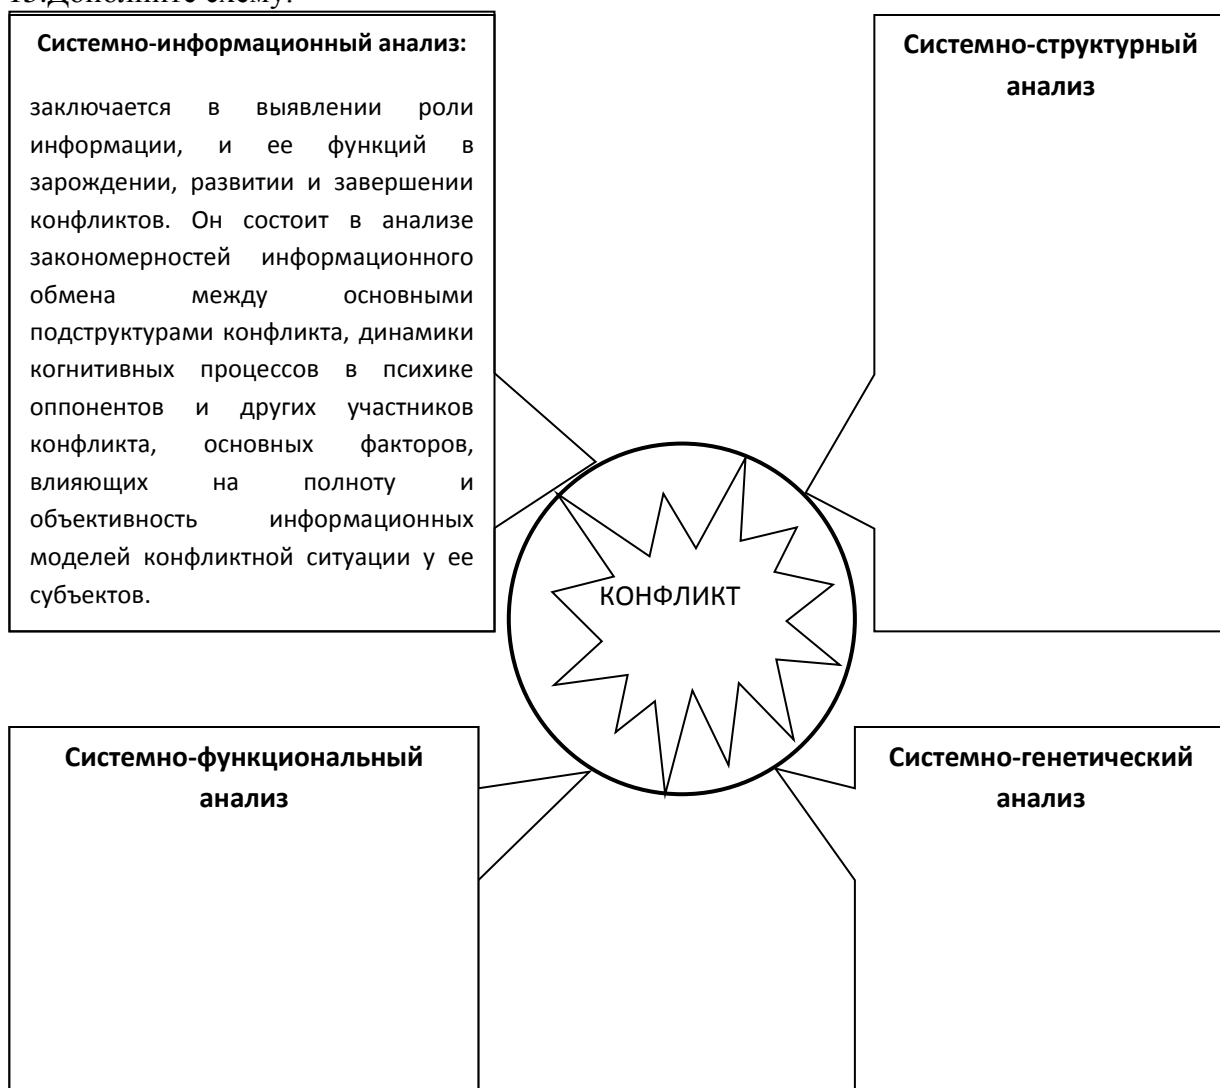 Системно-информационный анализ:
заключается в выявлении роли
информации, и ее функций в
зарождении, развитии и завершении
конфликтов. Он состоит в анализе
закономерностей информационного
обмена между основными
подструктурами конфликта, динамики
когнитивных процессов в психике
оппонентов и других участников
конфликта, основных факторов,
влияющих на полноту и
объективность информационных
моделей конфликтной ситуации у ее
субъектов.
Системно-структурный
анализ
КОНФЛИКТ
Системно-функциональный
анализ
Системно-генетический
анализ